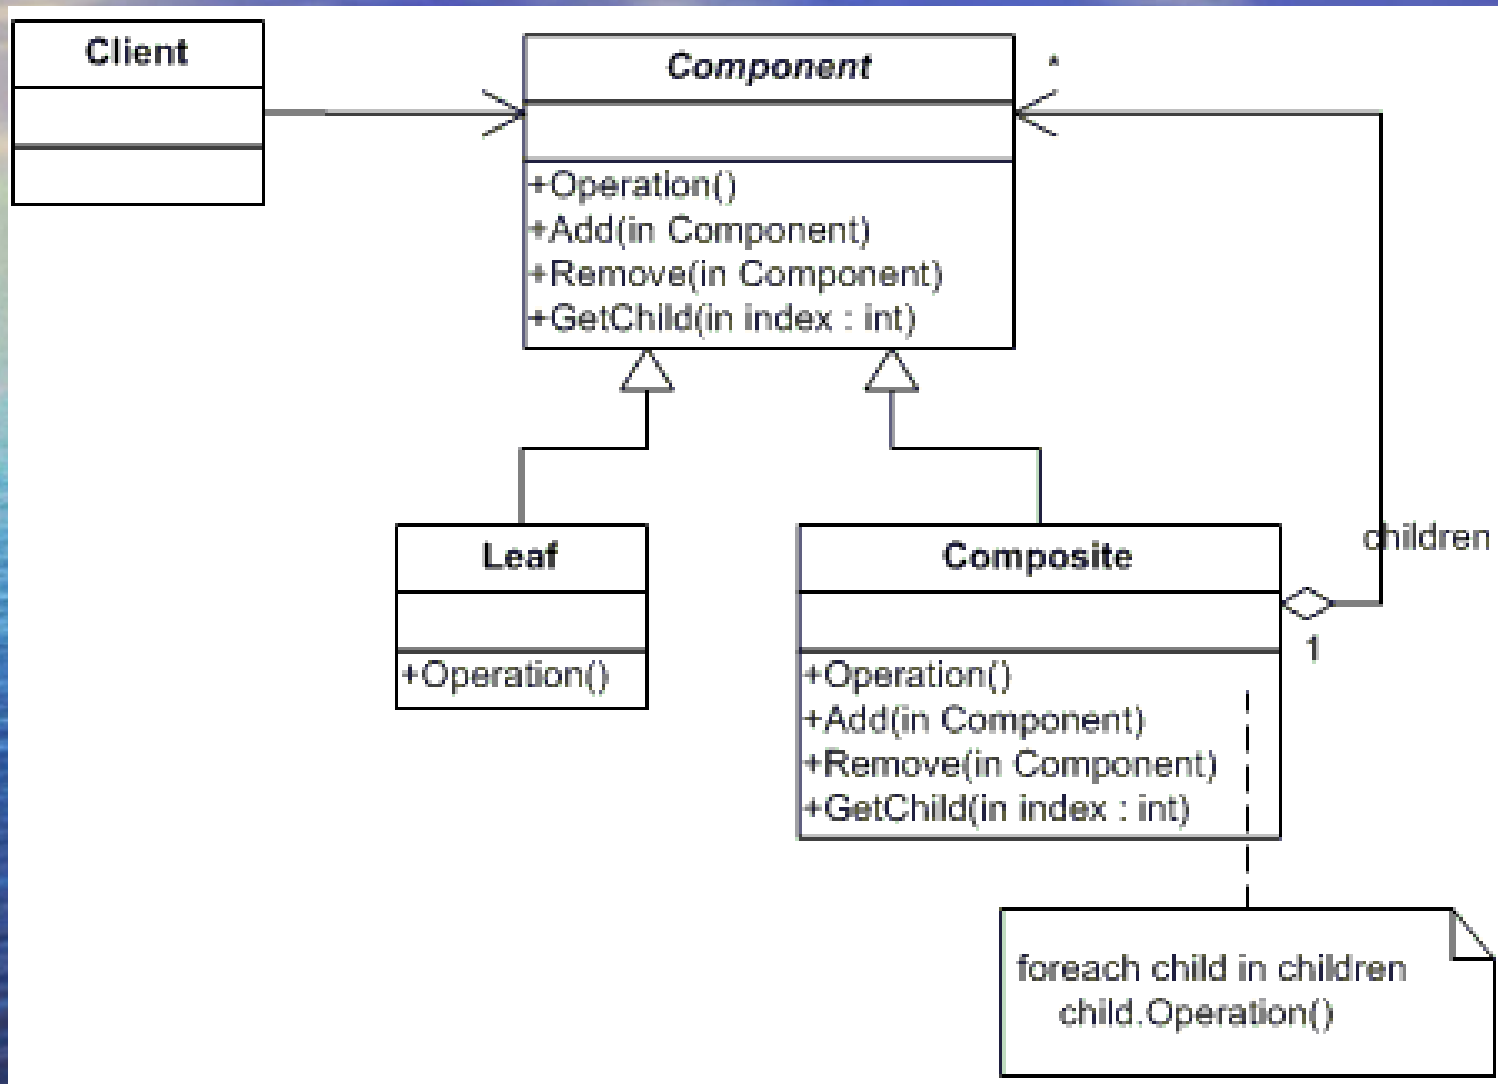 Client
Component
*
+Operation()
+Add(in Component)
+Remove(in Component)
+GetChild(in index : int)
children
Leaf
+Operation()
Composite
1
+Operation()
+Add(in Component)
+Remove(in Component)
+GetChild(in index : int)
foreach child in children
child.Operation()